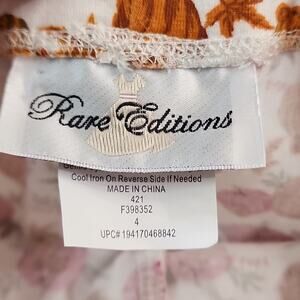 Rare Editions
Cool Iron On Reverse Side If Needed
MADE IN CHINA
421
F398352
4
UPC# 194170468842